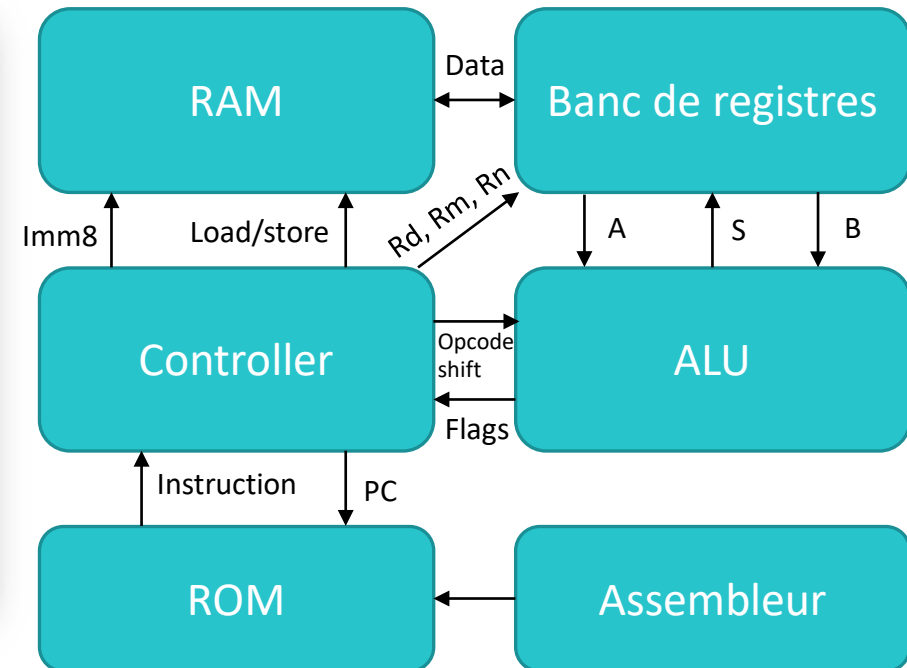 RAM
Data
Banc de registres
Imm8
Load/store
Rd, Rm, Rn
A
S
B
Controller
Opcode
shift
Flags
ALU
Instruction
PC
ROM
Assembleur